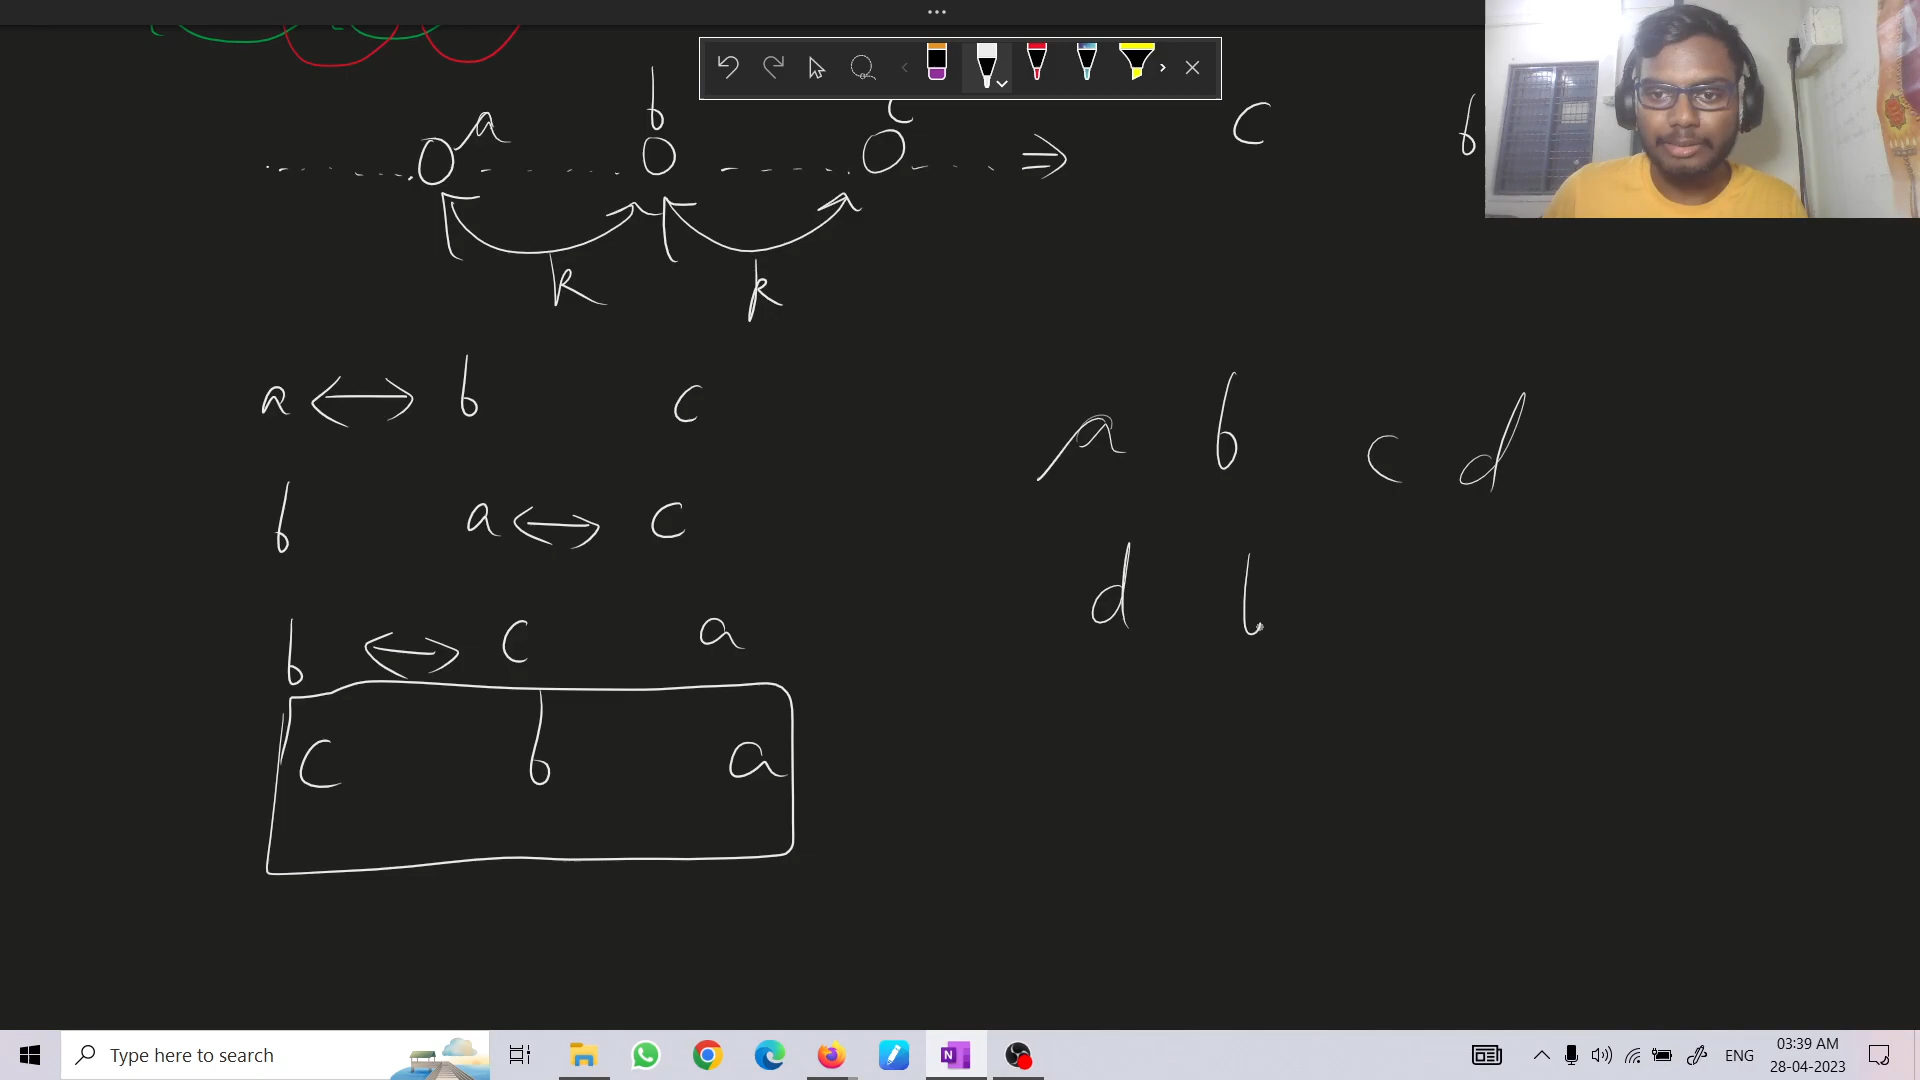 ...
a b c
⇒ c b
k k
a ⟷ b c
b a ⟷ c
b ⟷ c a
c b a
a b c d
d
Type here to search
N
ENG
03:39 AM
28-04-2023